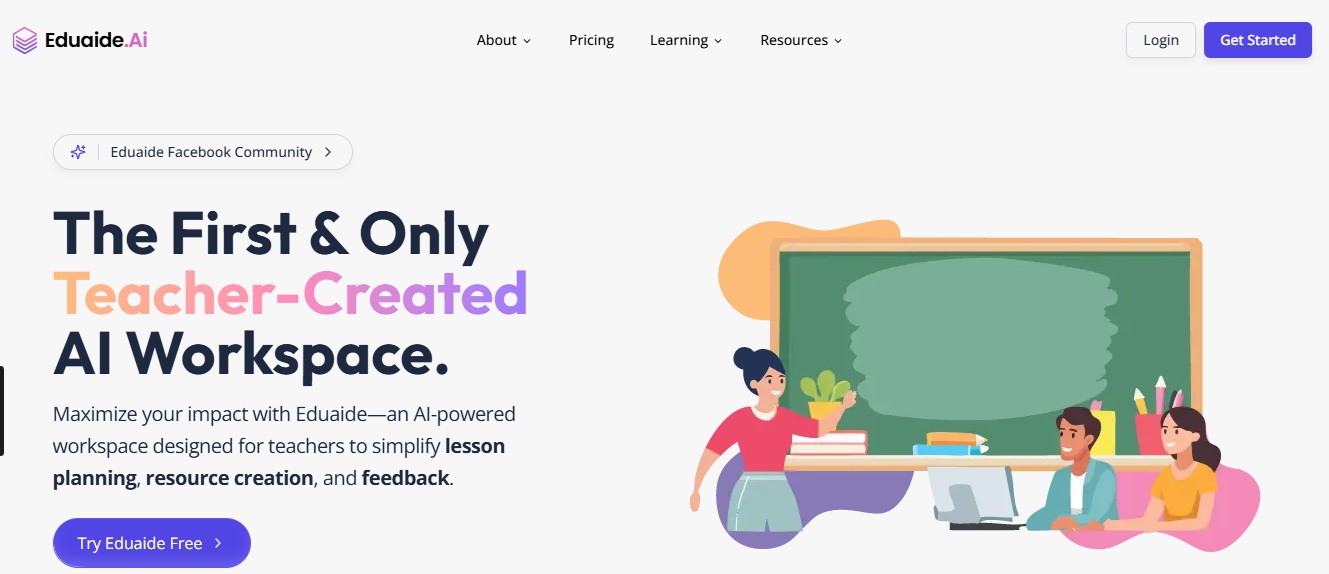 Eduaide.Ai
About
Pricing
Learning
Resources
Login
Get Started
Eduaide Facebook Community
The First & Only
Teacher-Created
AI Workspace.
Maximize your impact with Eduaide—an AI-powered
workspace designed for teachers to simplify lesson
planning, resource creation, and feedback.
Try Eduaide Free